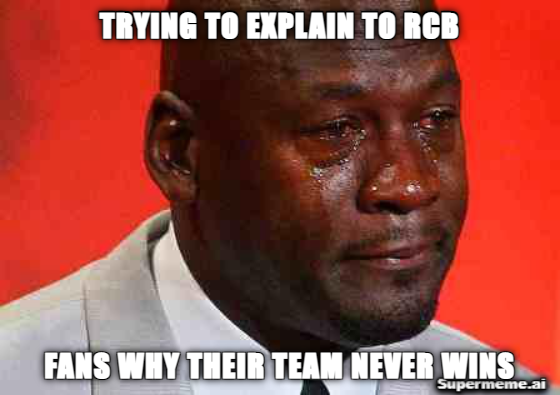 TRYING TO EXPLAIN TO RCB
FANS WHY THEIR TEAM NEVER WINS
Supermeme.ai